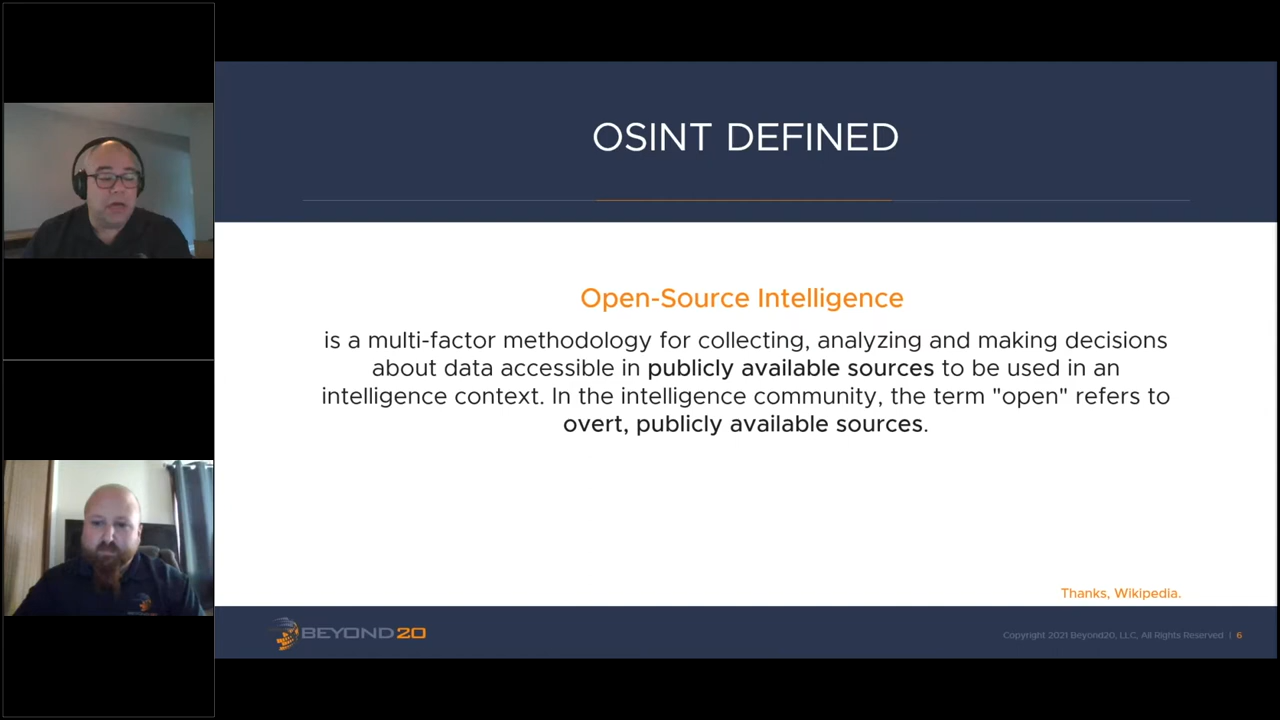 OSINT DEFINED
Open-Source Intelligence
is a multi-factor methodology for collecting, analyzing and making decisions
about data accessible in publicly available sources to be used in an
intelligence context. In the intelligence community, the term "open" refers to
overt, publicly available sources.
Thanks, Wikipedia.
BEYOND20
Copyright 2021 Beyond20, LLC, All Rights Reserved | 6